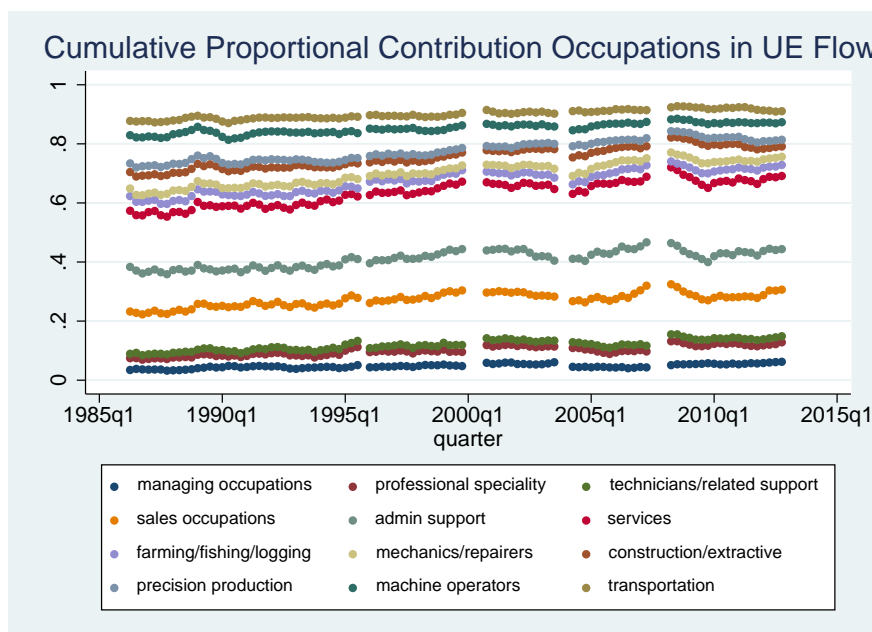 Cumulative Proportional Contribution Occupations in UE Flow
1
.8
.6
.4
.2
0
1985q1 1990q1 1995q1 2000q1 2005q1 2010q1 2015q1
quarter
managing occupations professional speciality technicians/related support
sales occupations admin support services
farming/fishing/logging mechanics/repairers construction/extractive
precision production machine operators transportation